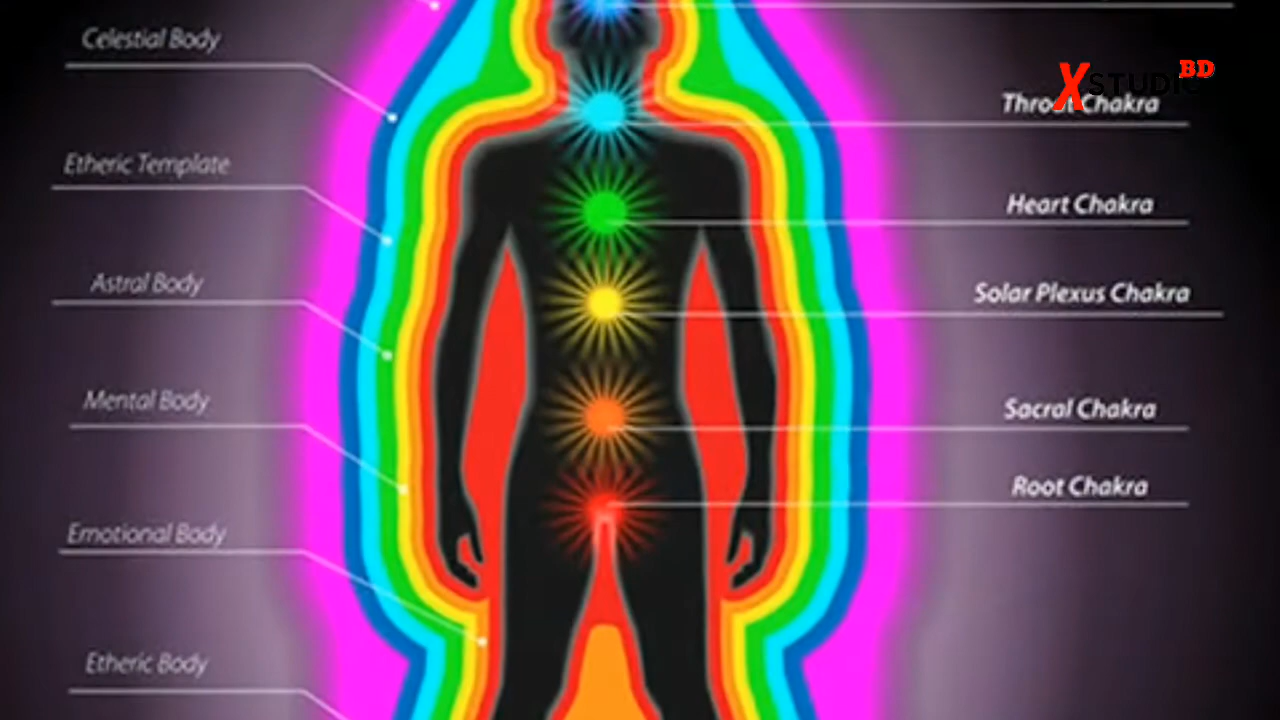 Celestial Body
XSTUDIO BD
Throat Chakra
Etheric Template
Heart Chakra
Astral Body
Solar Plexus Chakra
Mental Body
Sacral Chakra
Root Chakra
Emotional Body
Etheric Body